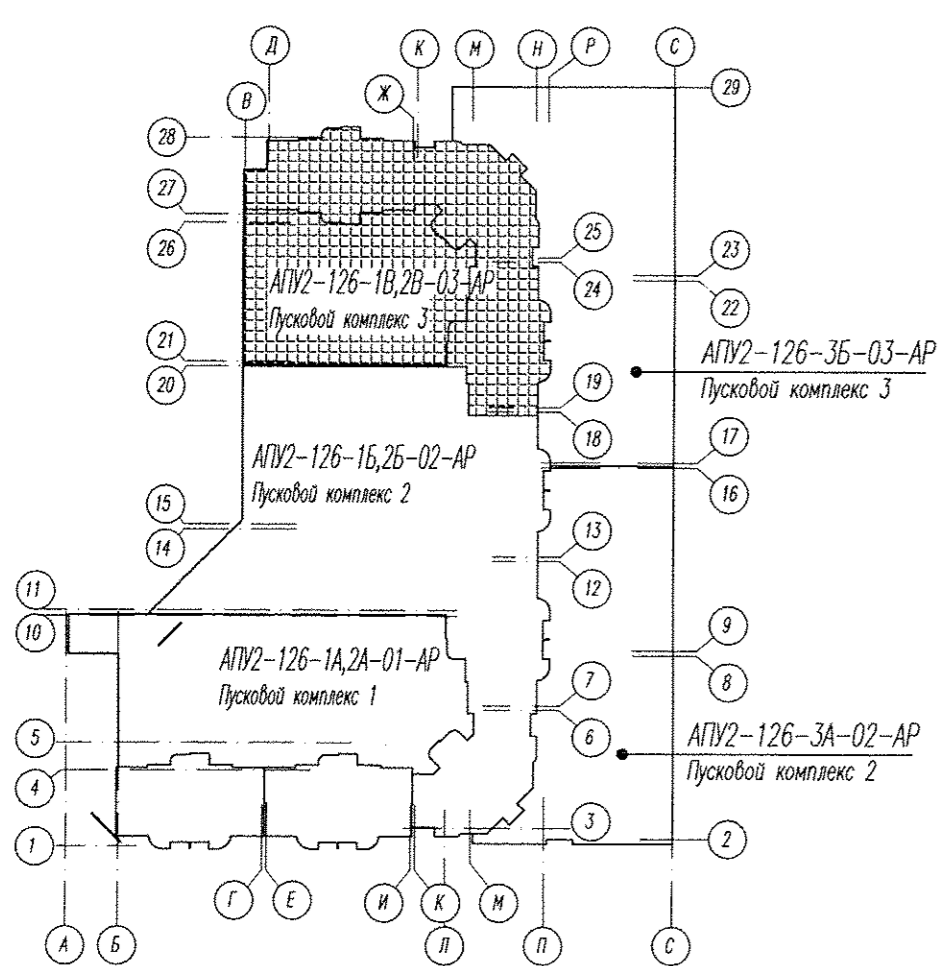 Д
К
М
Н
Р
С
В
Ж
29
28
27
26
25
24
23
22
АПУ2-126-1В,2В-03-АР
Пусковой комплекс 3
21
20
АПУ2-126-3Б-03-АР
Пусковой комплекс 3
19
18
17
16
АПУ2-126-1Б,2Б-02-АР
Пусковой комплекс 2
15
14
13
12
11
10
9
8
АПУ2-126-1А,2А-01-АР
Пусковой комплекс 1
7
6
5
4
АПУ2-126-3А-02-АР
Пусковой комплекс 2
3
2
1
Г
Е
И
К
М
А
Б
Л
П
С